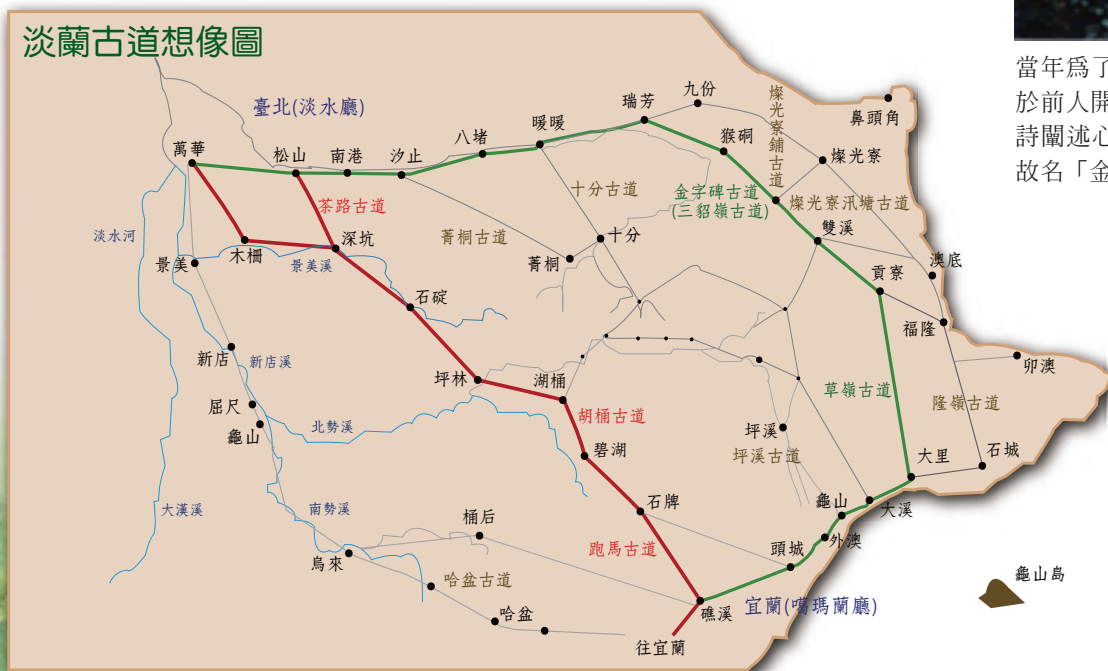 淡蘭古道想像圖
當年爲了
於前人開
詩闡述心
故名「金
臺北(淡水廳)
萬華
松山
南港
汐止
八堵
暖暖
瑞芳
九份
猴硐
燦光寮鋪古道
鼻頭角
燦光寮
茶路古道
十分古道
金字碑古道
(三貂嶺古道)
燦光寮汛塘古道
淡水河
景美
木柵
景美溪
深坑
菁桐古道
菁桐
十分
雙溪
貢寮
澳底
石碇
福隆
卯澳
新店
新店溪
坪林
湖桶
草嶺古道
隆嶺古道
屈尺
龜山
北勢溪
胡桶古道
坪溪
坪溪古道
碧湖
大里
石城
大漢溪
南勢溪
桶后
石牌
龜山
大溪
外澳
烏來
跑馬古道
頭城
哈盆古道
龜山島
哈盆
礁溪
宜蘭(噶瑪蘭廳)
往宜蘭